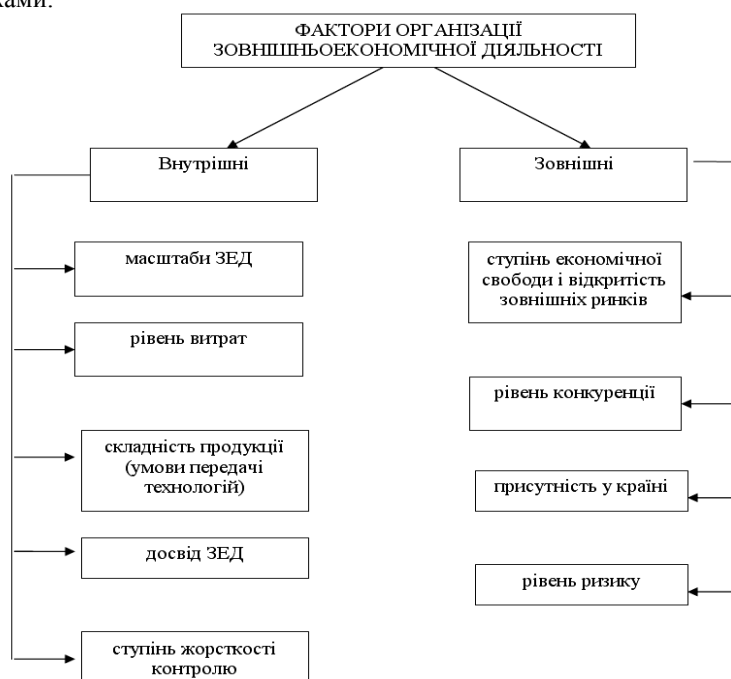 ФАКТОРИ ОРГАНІЗАЦІЇ
ЗОВНІШНЬОЕКОНОМІЧНОЇ ДІЯЛЬНОСТІ
Внутрішні
масштаби ЗЕД
рівень витрат
складність продукції
(умови передачі
технологій)
досвід ЗЕД
ступінь жорсткості
контролю
Зовнішні
ступінь економічної
свободи і відкритість
зовнішніх ринків
рівень конкуренції
присутність у країні
рівень ризику